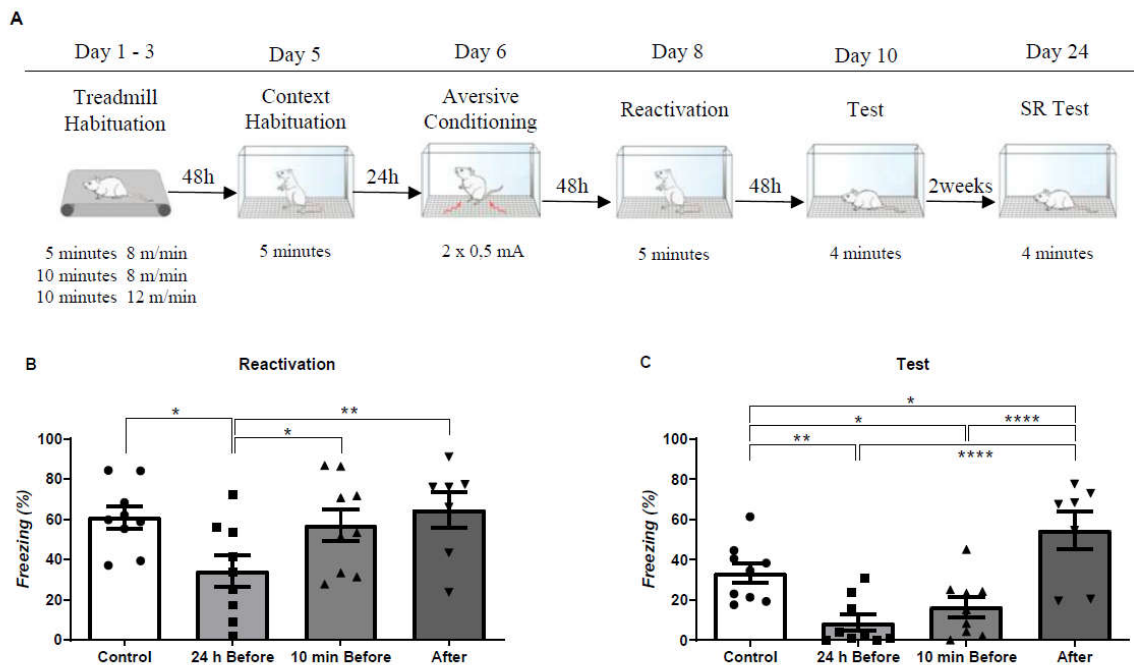 A
Day 1 - 3 Day 5 Day 6 Day 8 Day 10 Day 24
Treadmill Habituation Context Habituation Aversive Conditioning Reactivation Test SR Test
48h 24h 48h 48h 2weeks
5 minutes 8 m/min 5 minutes 2 x 0,5 mA 5 minutes 4 minutes 4 minutes
10 minutes 8 m/min
10 minutes 12 m/min
B Reactivation
* ** *
Freezing (%)
100
80
60
40
20
0
Control 24 h Before 10 min Before After
C Test
*
* ****
** ****
Freezing (%)
100
80
60
40
20
0
Control 24 h Before 10 min Before After